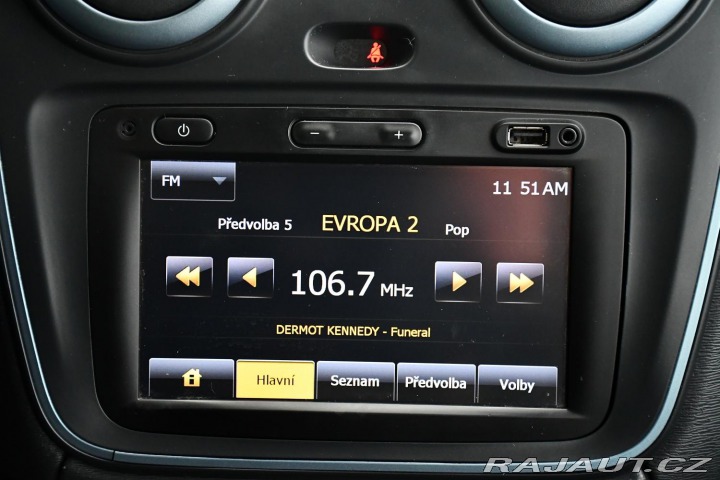 FM
11 51 AM
Předvolba 5 EVROPA 2 Pop
106.7 MHz
DERMOT KENNEDY - Funeral
Hlavní Seznam Předvolba Volby
RAJAUT.CZ